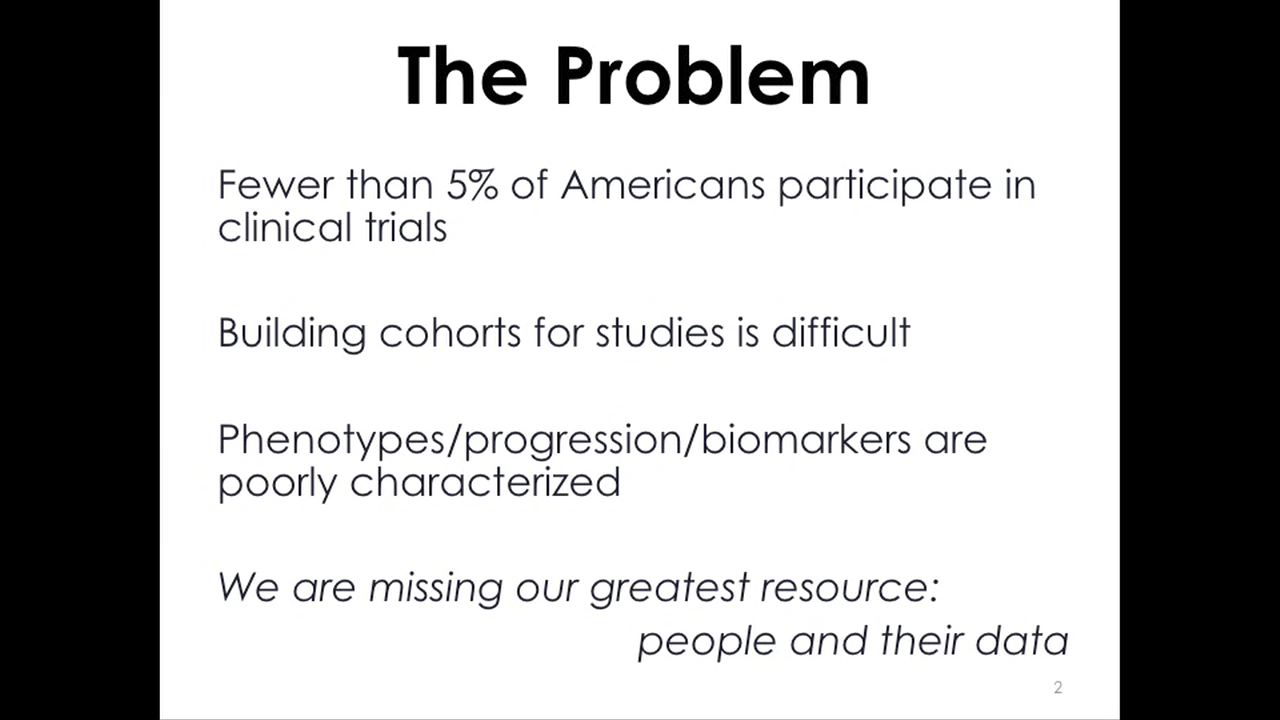 The Problem
Fewer than 5% of Americans participate in
clinical trials
Building cohorts for studies is difficult
Phenotypes/progression/biomarkers are
poorly characterized
We are missing our greatest resource:
people and their data
2